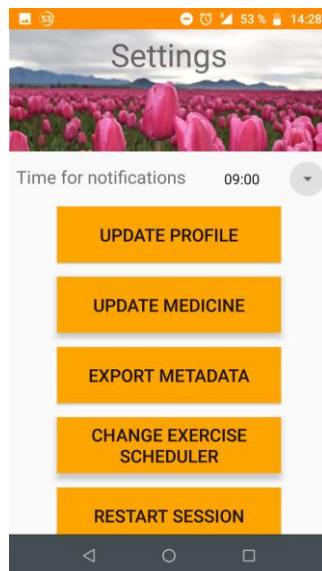 53 53 % 14:28
Settings
Time for notifications 09:00
UPDATE PROFILE
UPDATE MEDICINE
EXPORT METADATA
CHANGE EXERCISE
SCHEDULER
RESTART SESSION